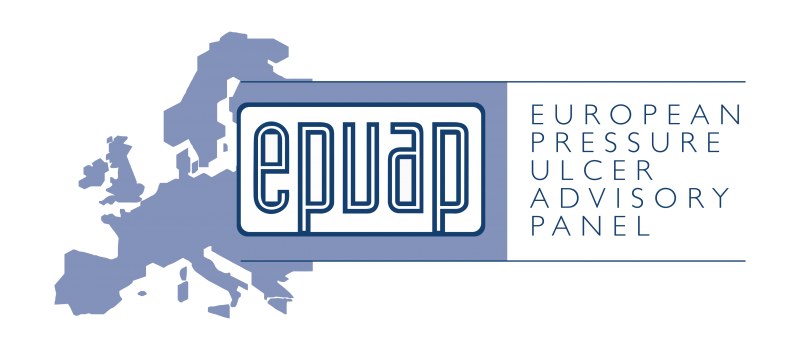 epuap
EUROPEAN
PRESSURE
ULCER
ADVISORY
PANEL